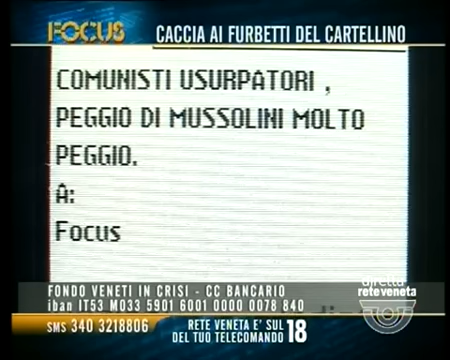 FOCUS CACCIA AI FURBETTI DEL CARTELLINO
COMUNISTI USURPATORI ,
PEGGIO DI MUSSOLINI MOLTO
PEGGIO.
A:
Focus
diretta
reteveneta
FONDO VENETI IN CRISI - CC BANCARIO
iban IT53 M033 5901 6001 0000 0078 840
SMS 340 3218806
RETE VENETA E' SUL 18
DEL TUO TELECOMANDO